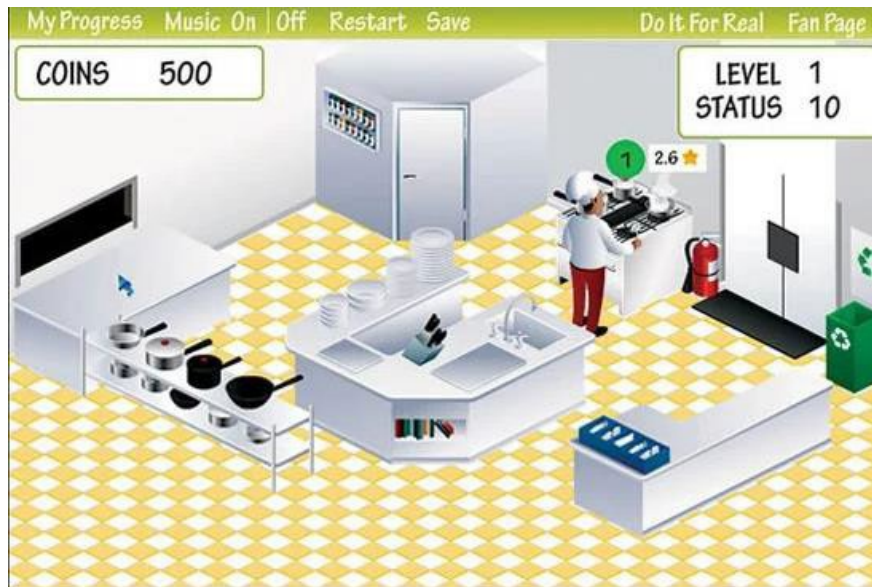 My Progress Music On | Off Restart Save Do It For Real Fan Page
COINS 500
LEVEL 1
STATUS 10
1 2.6